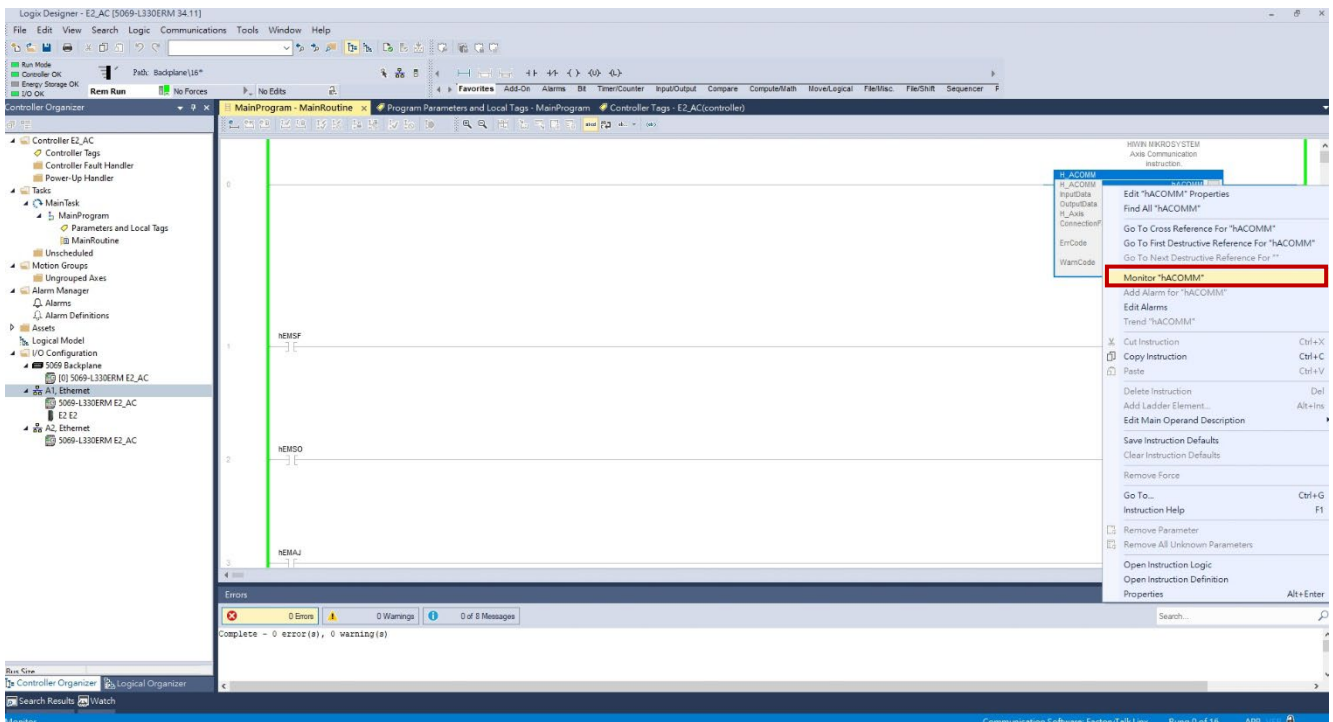 Logix Designer - E2_AC [5069-L330ERM 34.11]
File Edit View Search Logic Communications Tools Window Help
Run Mode
Controller OK
Energy Storage OK
I/O OK
Path: Backplane\16*
Rem Run
No Forces
No Edits
Favorites Add-On Alarms Bit Timer/Counter Input/Output Compare Compute/Math Move/Logical File/Misc. File/Shift Sequencer
Controller Organizer
MainProgram - MainRoutine
Program Parameters and Local Tags - MainProgram
Controller Tags - E2_AC(controller)
Controller E2_AC
Controller Tags
Controller Fault Handler
Power-Up Handler
Tasks
MainTask
MainProgram
Parameters and Local Tags
MainRoutine
Unscheduled
Motion Groups
Ungrouped Axes
Alarm Manager
Alarms
Alarm Definitions
Assets
Logical Model
I/O Configuration
5069 Backplane
[0] 5069-L330ERM E2_AC
A1, Ethernet
5069-L330ERM E2_AC
E2 E2
A2, Ethernet
5069-L330ERM E2_AC
HIWIN MIKROSYSTEM
Axis Communication
Instruction.
0
H_ACOMM
H_ACOMM hACOMM
InputData
OutputData
H_Axis
ErrCode
WarnCode
1
hEMSF
2
hEMSO
3
hEMAJ
Edit "hACOMM" Properties
Find All "hACOMM"
Go To Cross Reference For "hACOMM"
Go To First Destructive Reference For "hACOMM"
Go To Next Destructive Reference For ""
Monitor "hACOMM"
Add Alarm for "hACOMM"
Edit Alarms
Trend "hACOMM"
Cut Instruction Ctrl+X
Copy Instruction Ctrl+C
Paste Ctrl+V
Delete Instruction Del
Add Ladder Element... Alt+Ins
Edit Main Operand Description
Save Instruction Defaults
Clear Instruction Defaults
Remove Force
Go To... Ctrl+G
Instruction Help F1
Remove Parameter
Remove All Unknown Parameters
Open Instruction Logic
Open Instruction Definition
Properties Alt+Enter
Errors
0 Errors
0 Warnings
0 of 8 Messages
Search...
Complete - 0 error(s), 0 warning(s)
Controller Organizer
Logical Organizer
Search Results
Watch